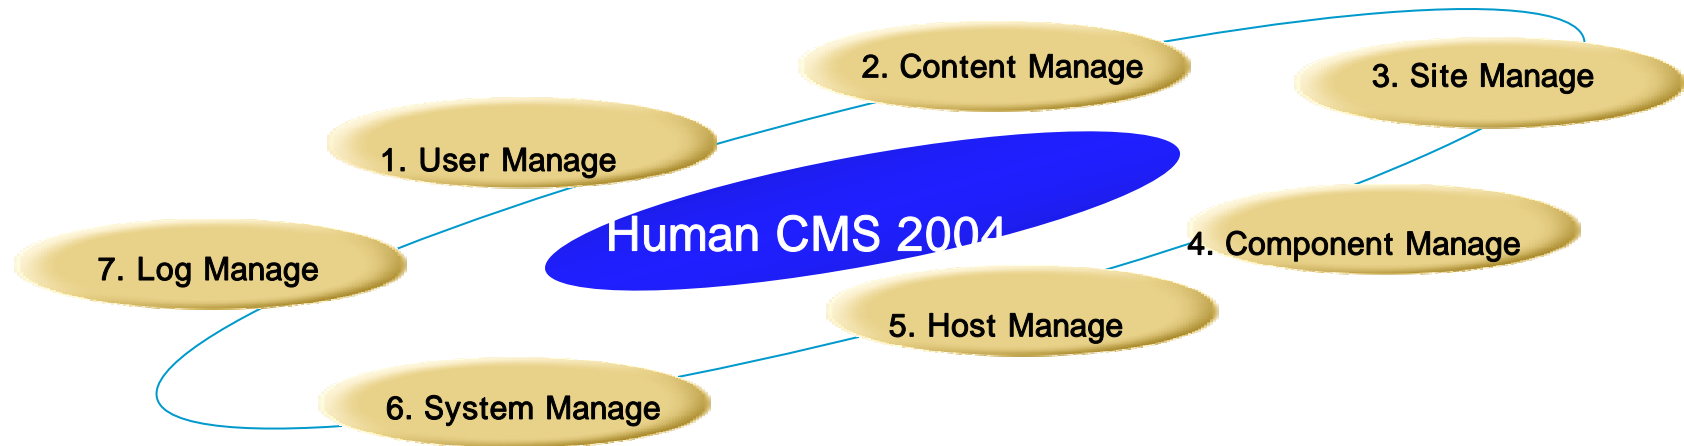 2. Content Manage
3. Site Manage
1. User Manage
Human CMS 2004
4. Component Manage
7. Log Manage
5. Host Manage
6. System Manage